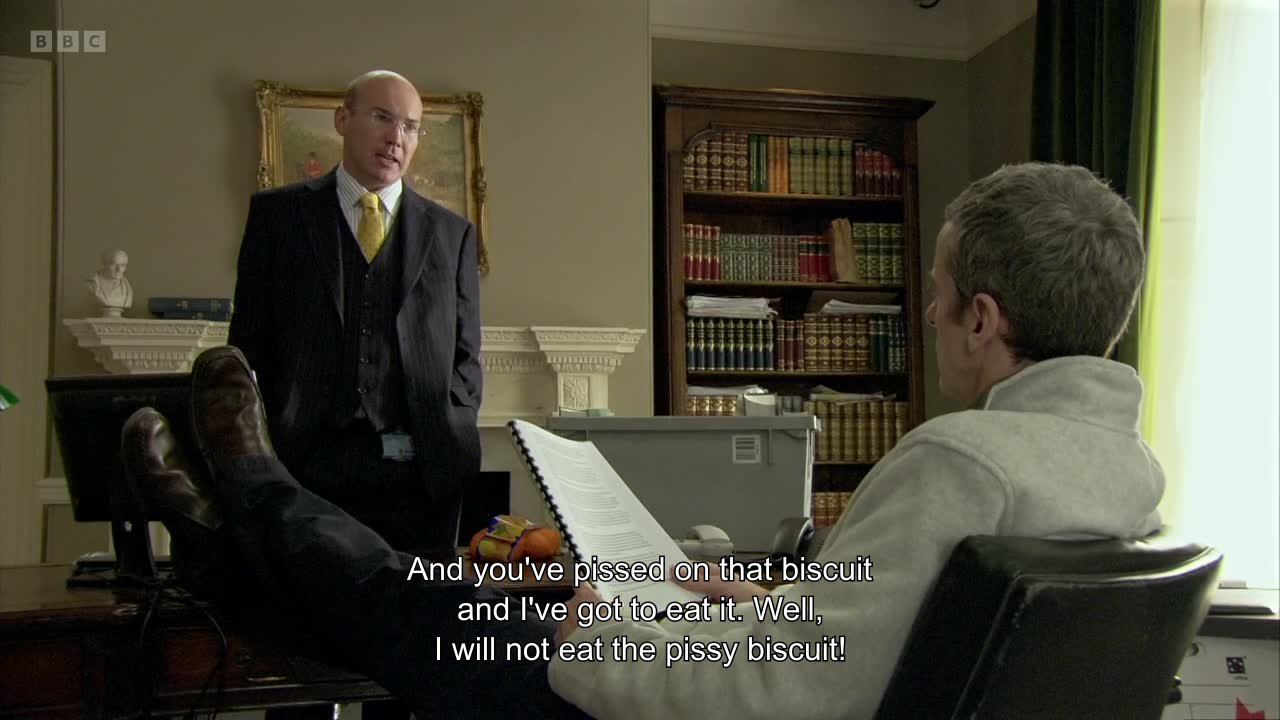 BBC
And you've pissed on that biscuit
and I've got to eat it. Well,
I will not eat the pissy biscuit!